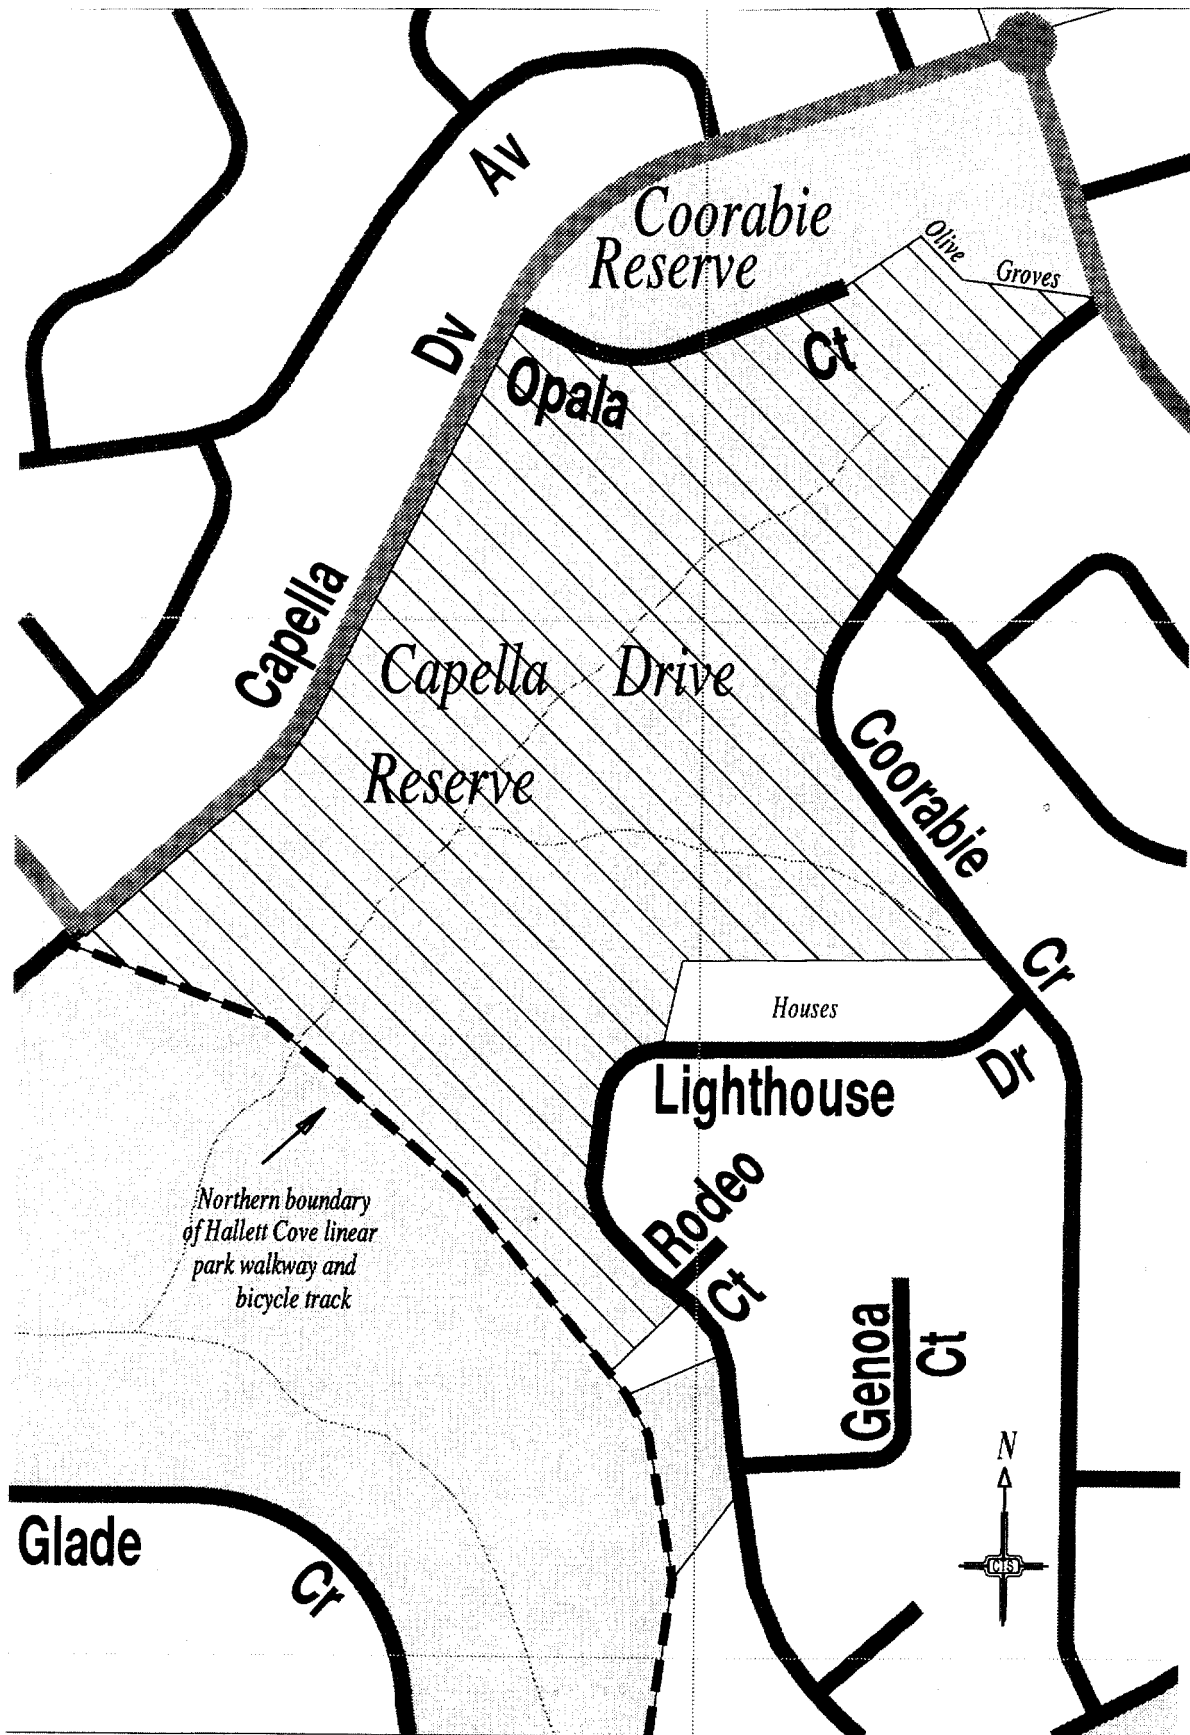 Av
Coorabie
Reserve
Olive
Groves
Dv
Opala
Ct
Capella
Capella Drive
Reserve
Coorabie
Cr
Houses
Dr
Lighthouse
Northern boundary
of Hallett Cove linear
park walkway and
bicycle track
Rodeo
Ct
Genoa
Ct
N
CIS
Glade
Cr